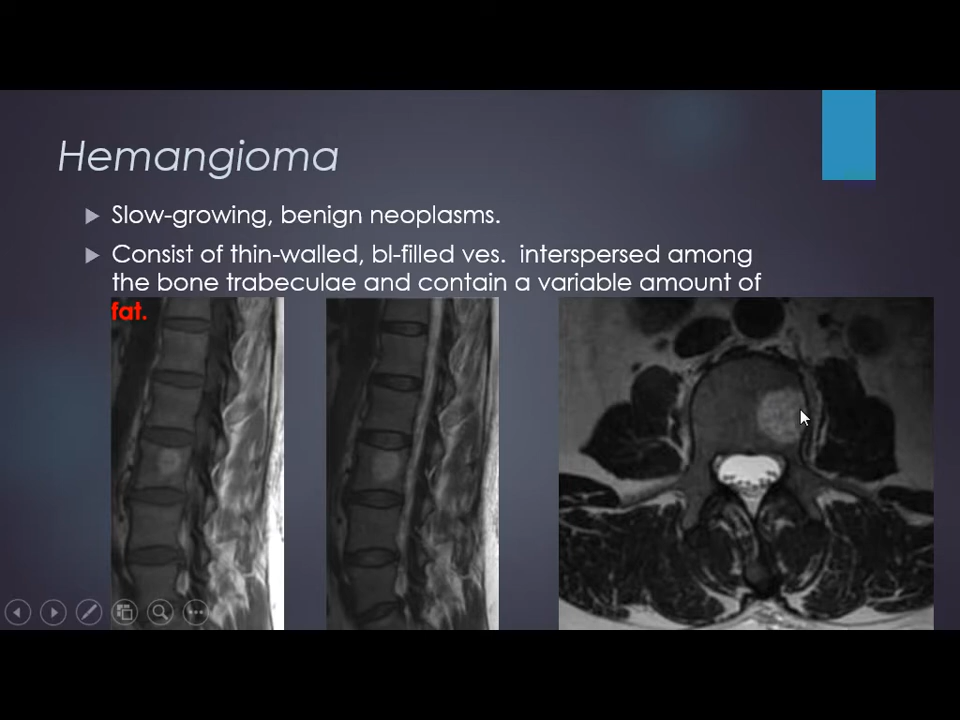 Hemangioma
Slow-growing, benign neoplasms.
Consist of thin-walled, bl-filled ves. interspersed among
the bone trabeculae and contain a variable amount of
fat.